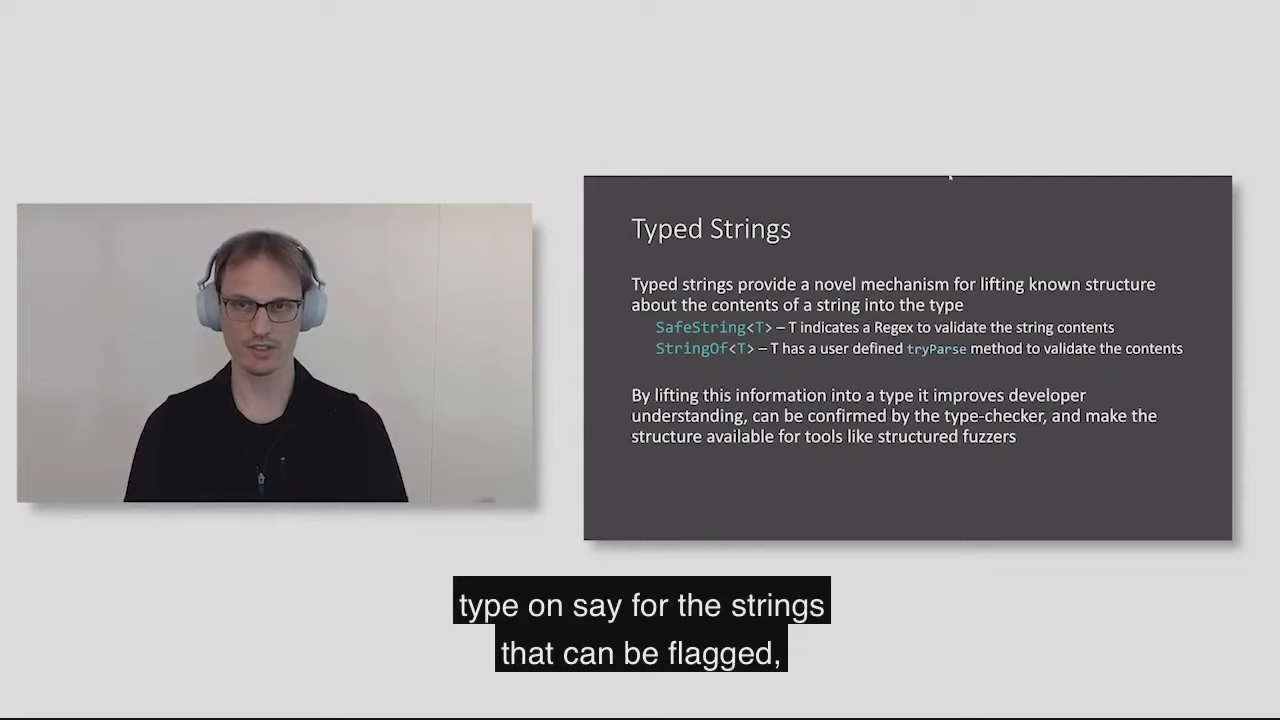 Typed Strings
Typed strings provide a novel mechanism for lifting known structure
about the contents of a string into the type
SafeString<T> – T indicates a Regex to validate the string contents
StringOf<T> – T has a user defined tryParse method to validate the contents
By lifting this information into a type it improves developer
understanding, can be confirmed by the type-checker, and make the
structure available for tools like structured fuzzers
type on say for the strings
that can be flagged,